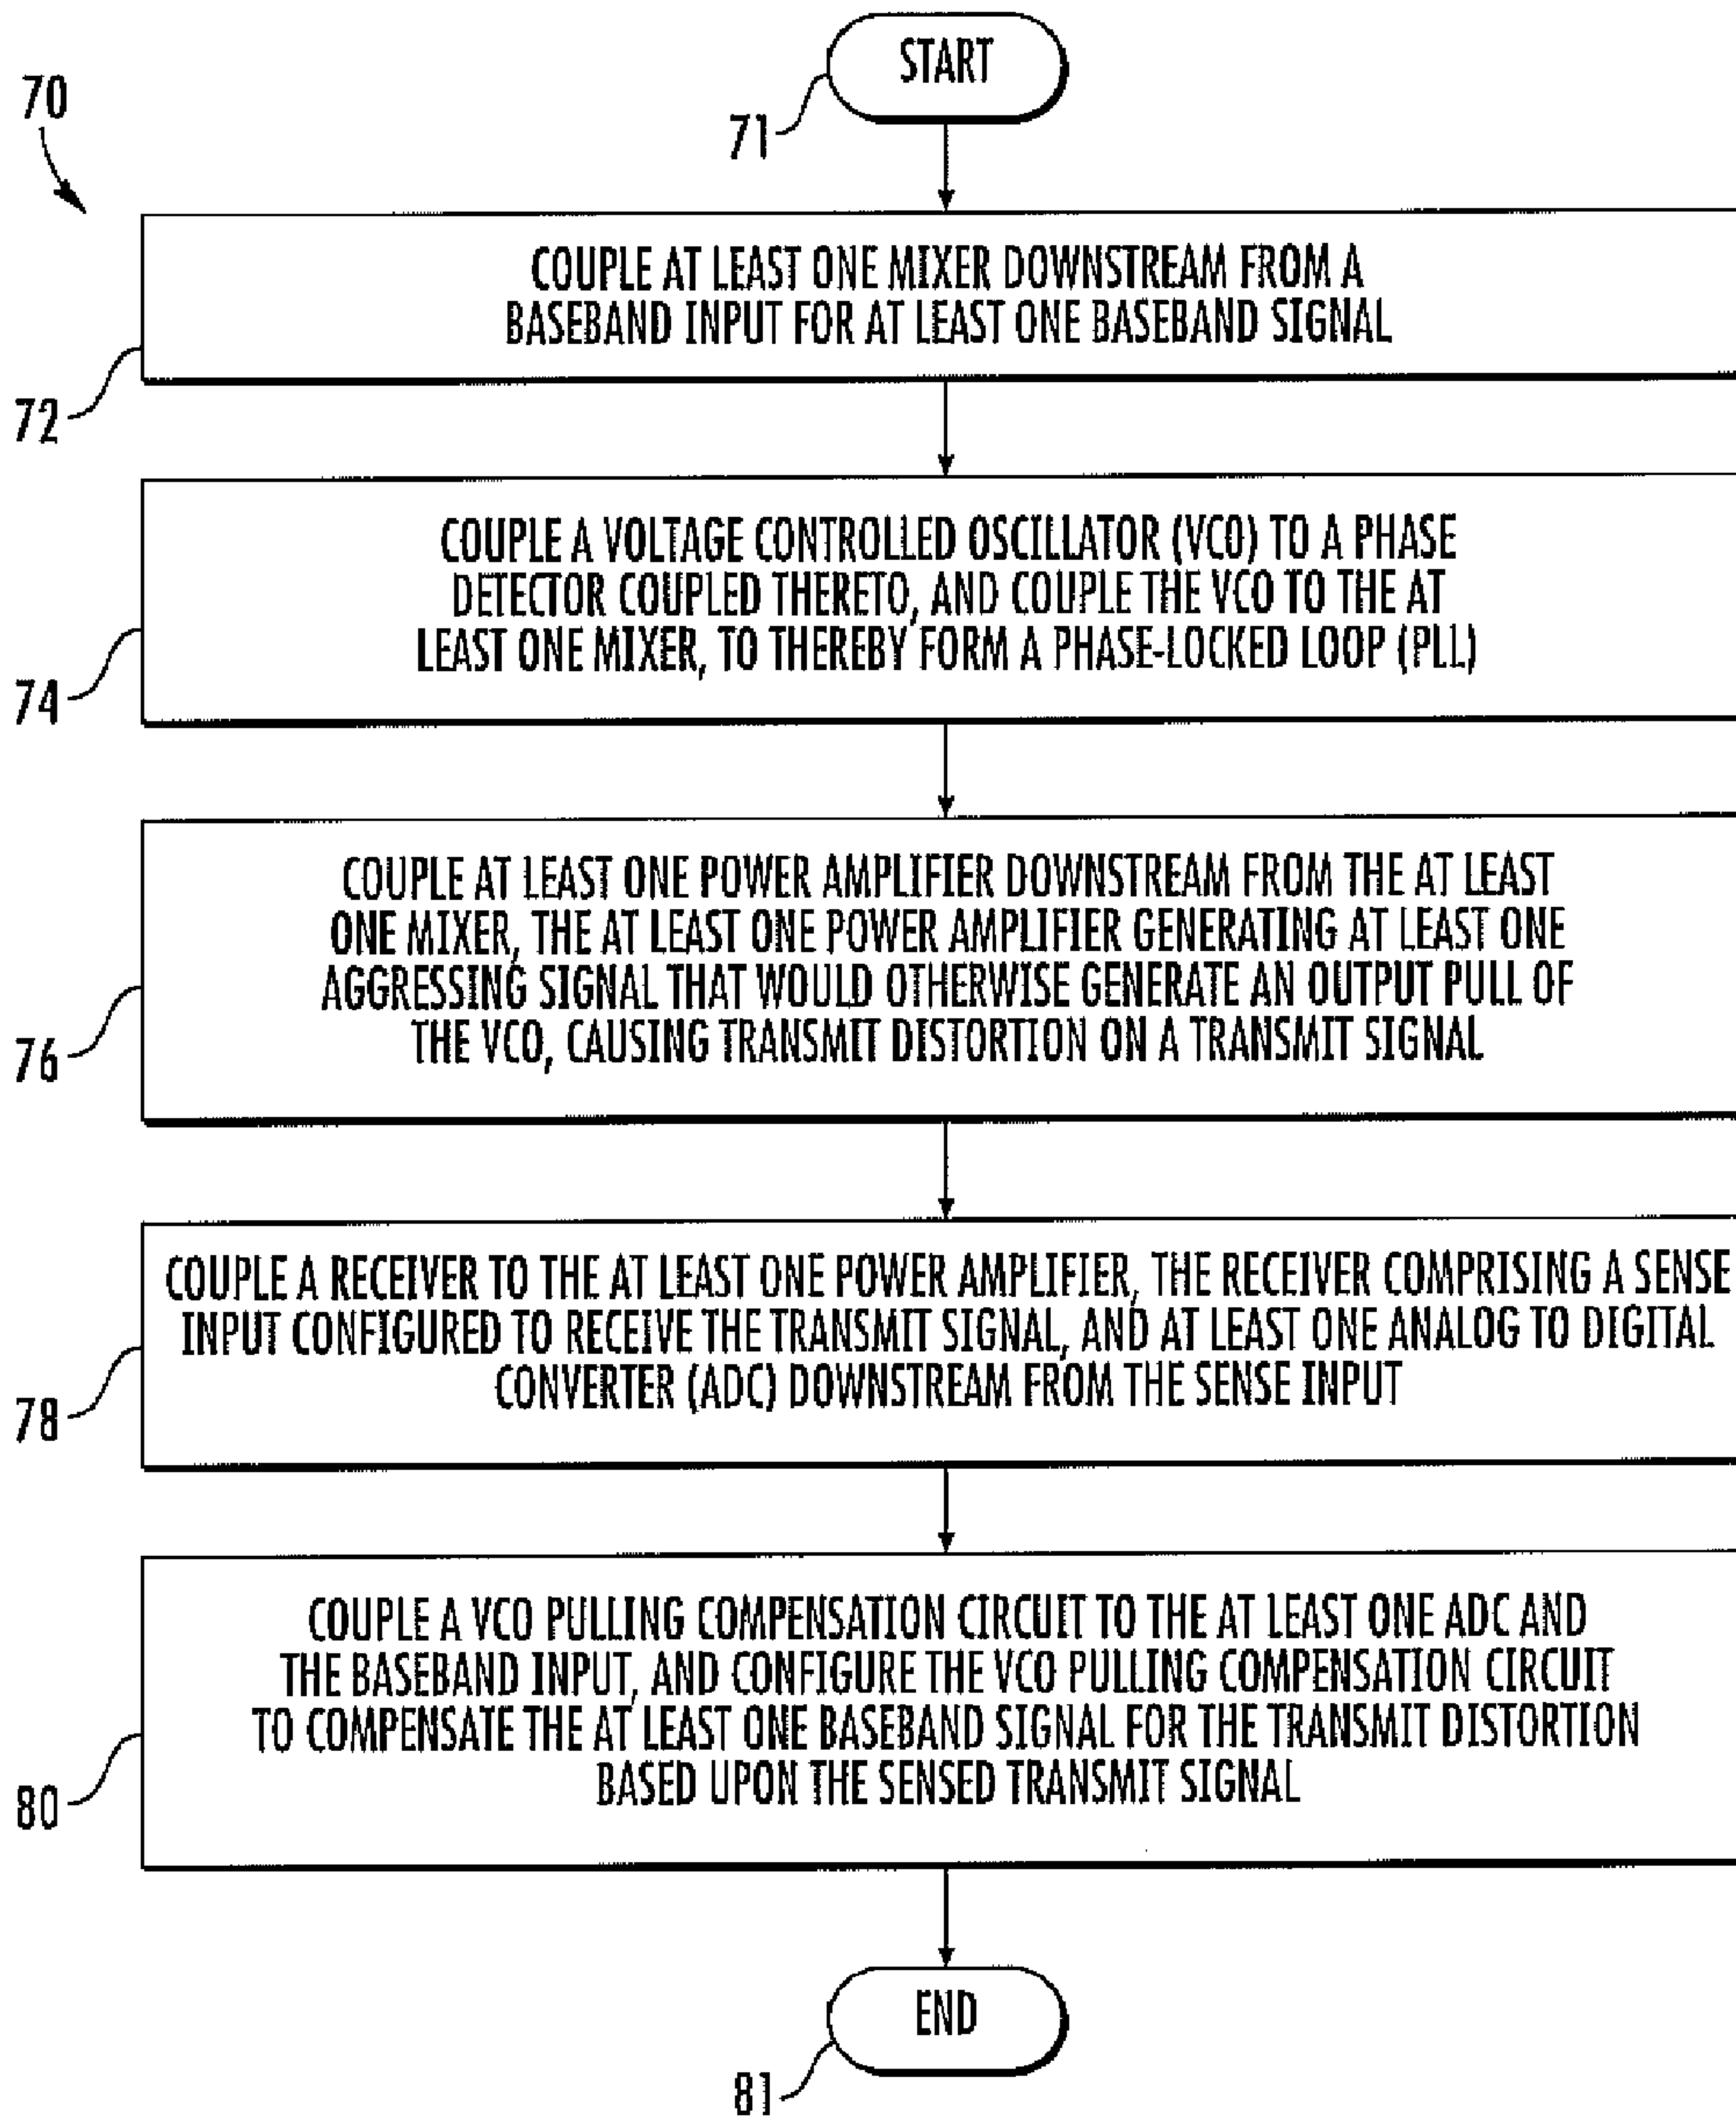 START
70
71
COUPLE AT LEAST ONE MIXER DOWNSTREAM FROM A
BASEBAND INPUT FOR AT LEAST ONE BASEBAND SIGNAL
72
COUPLE A VOLTAGE CONTROLLED OSCILLATOR (VCO) TO A PHASE
DETECTOR COUPLED THERETO, AND COUPLE THE VCO TO THE AT
LEAST ONE MIXER, TO THEREBY FORM A PHASE-LOCKED LOOP (PLL)
74
COUPLE AT LEAST ONE POWER AMPLIFIER DOWNSTREAM FROM THE AT LEAST
ONE MIXER, THE AT LEAST ONE POWER AMPLIFIER GENERATING AT LEAST ONE
AGGRESSING SIGNAL THAT WOULD OTHERWISE GENERATE AN OUTPUT PULL OF
THE VCO, CAUSING TRANSMIT DISTORTION ON A TRANSMIT SIGNAL
76
COUPLE A RECEIVER TO THE AT LEAST ONE POWER AMPLIFIER, THE RECEIVER COMPRISING A SENSE
INPUT CONFIGURED TO RECEIVE THE TRANSMIT SIGNAL, AND AT LEAST ONE ANALOG TO DIGITAL
CONVERTER (ADC) DOWNSTREAM FROM THE SENSE INPUT
78
COUPLE A VCO PULLING COMPENSATION CIRCUIT TO THE AT LEAST ONE ADC AND
THE BASEBAND INPUT, AND CONFIGURE THE VCO PULLING COMPENSATION CIRCUIT
TO COMPENSATE THE AT LEAST ONE BASEBAND SIGNAL FOR THE TRANSMIT DISTORTION
BASED UPON THE SENSED TRANSMIT SIGNAL
80
END
81